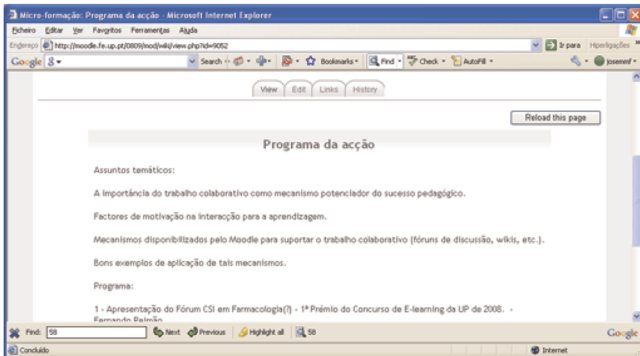 Micro-formação: Programa da acção - Microsoft Internet Explorer
Ficheiro Editar Ver Favoritos Ferramentas Ajuda
Endereço http://moodle.fe.up.pt/0809/mod/wiki/view.php?id=9052 Ir para Hiperligações »
Google Search Bookmarks Find Check AutoFill josemnf
View Edit Links History
Reload this page
Programa da acção
Assuntos temáticos:
A importância do trabalho colaborativo como mecanismo potenciador do sucesso pedagógico.
Factores de motivação na interacção para a aprendizagem.
Mecanismos disponibilizados pelo Moodle para suportar o trabalho colaborativo (fóruns de discussão, wikis, etc.).
Bons exemplos de aplicação de tais mecanismos.
Programa:
1 - Apresentação do Fórum CSI em Farmacologia(?) - 1º Prémio do Concurso de E-learning da UP de 2008. -
Fernando Remião
Find: 58 Next Previous Highlight all 58 Google
Concluído Internet